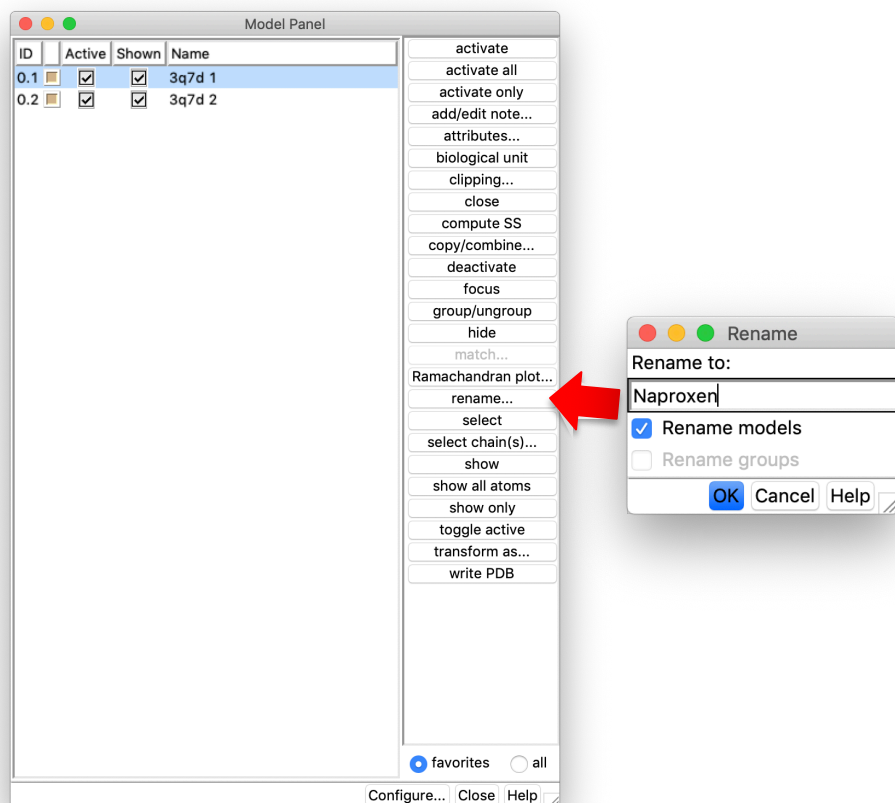 Model Panel
ID Active Shown Name
0.1 3q7d 1
0.2 3q7d 2
activate
activate all
activate only
add/edit note...
attributes...
biological unit
clipping...
close
compute SS
copy/combine...
deactivate
focus
group/ungroup
hide
match...
Ramachandran plot...
rename...
select
select chain(s)...
show
show all atoms
show only
toggle active
transform as...
write PDB
favorites all
Configure... Close Help
Rename
Rename to:
Naproxen
Rename models
Rename groups
OK Cancel Help